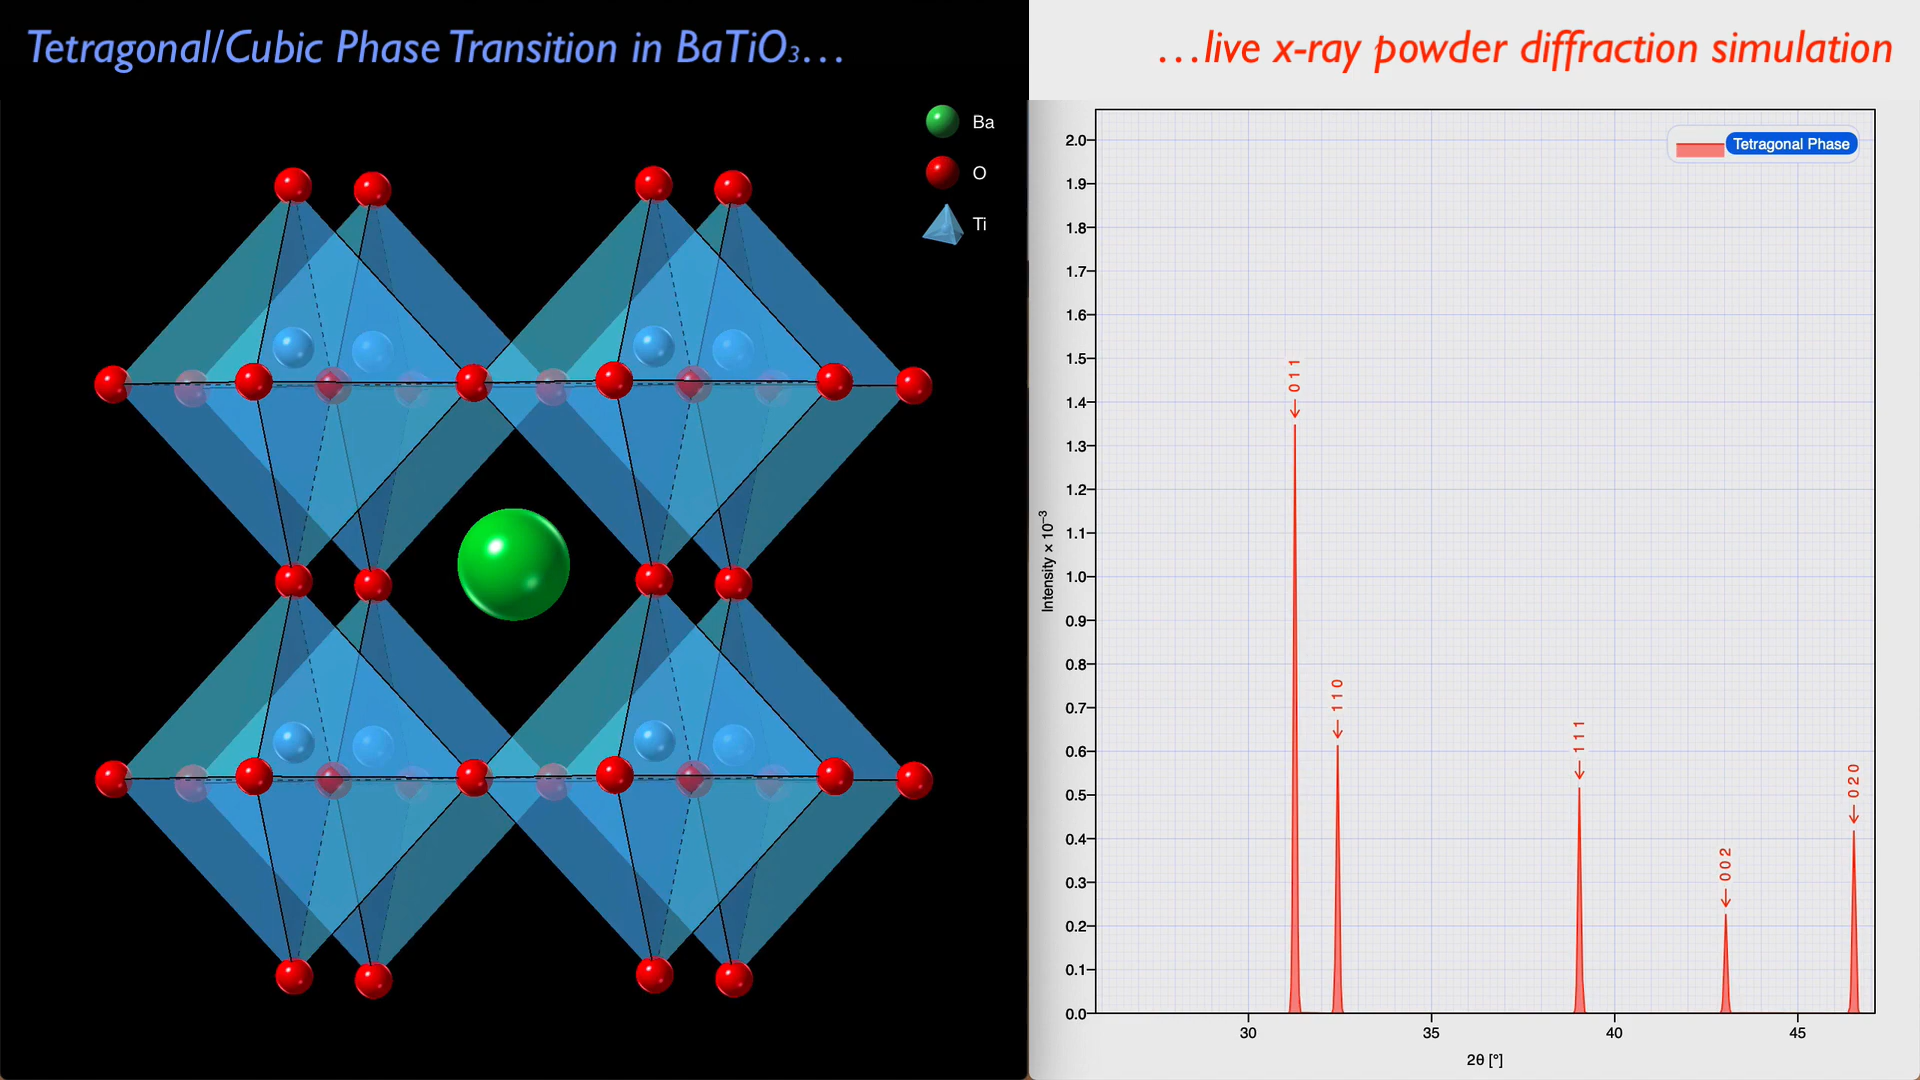 Tetragonal/Cubic Phase Transition in BaTiO₃…
Ba
O
Ti
…live x-ray powder diffraction simulation
Tetragonal Phase
2.0
1.9
1.8
1.7
1.6
1.5
1.4
1.3
1.2
1.1
1.0
0.9
0.8
0.7
0.6
0.5
0.4
0.3
0.2
0.1
0.0
Intensity × 10⁻³
← 0 1 1
← 1 1 0
← 1 1 1
← 0 0 2
← 0 2 0
30 35 40 45
2θ [°]